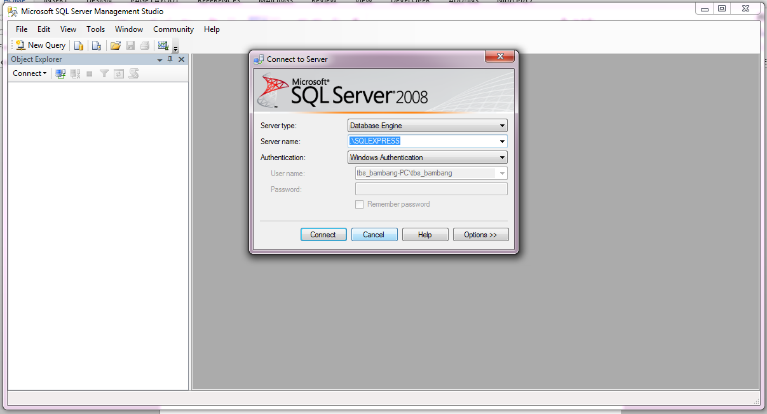 Microsoft SQL Server Management Studio
File Edit View Tools Window Community Help
New Query
Object Explorer
Connect
Connect to Server
Microsoft
SQL Server 2008
Server type: Database Engine
Server name: .\SQLEXPRESS
Authentication: Windows Authentication
User name: tbs_bambang-PC\tbs_bambang
Password:
Remember password
Connect Cancel Help Options >>